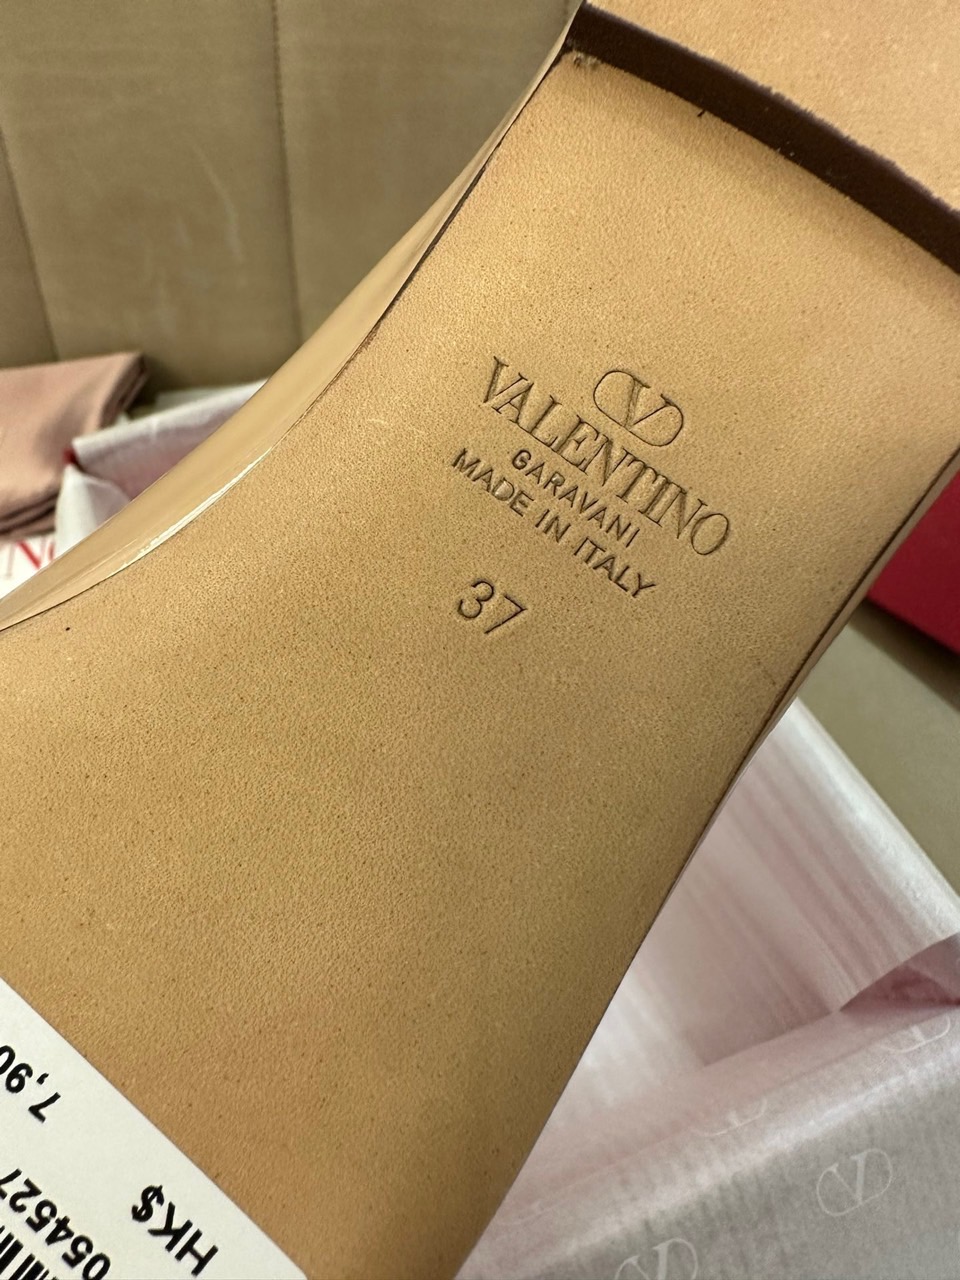 VALENTINO
GARAVANI
MADE IN ITALY
37
HK$
7,90
054527